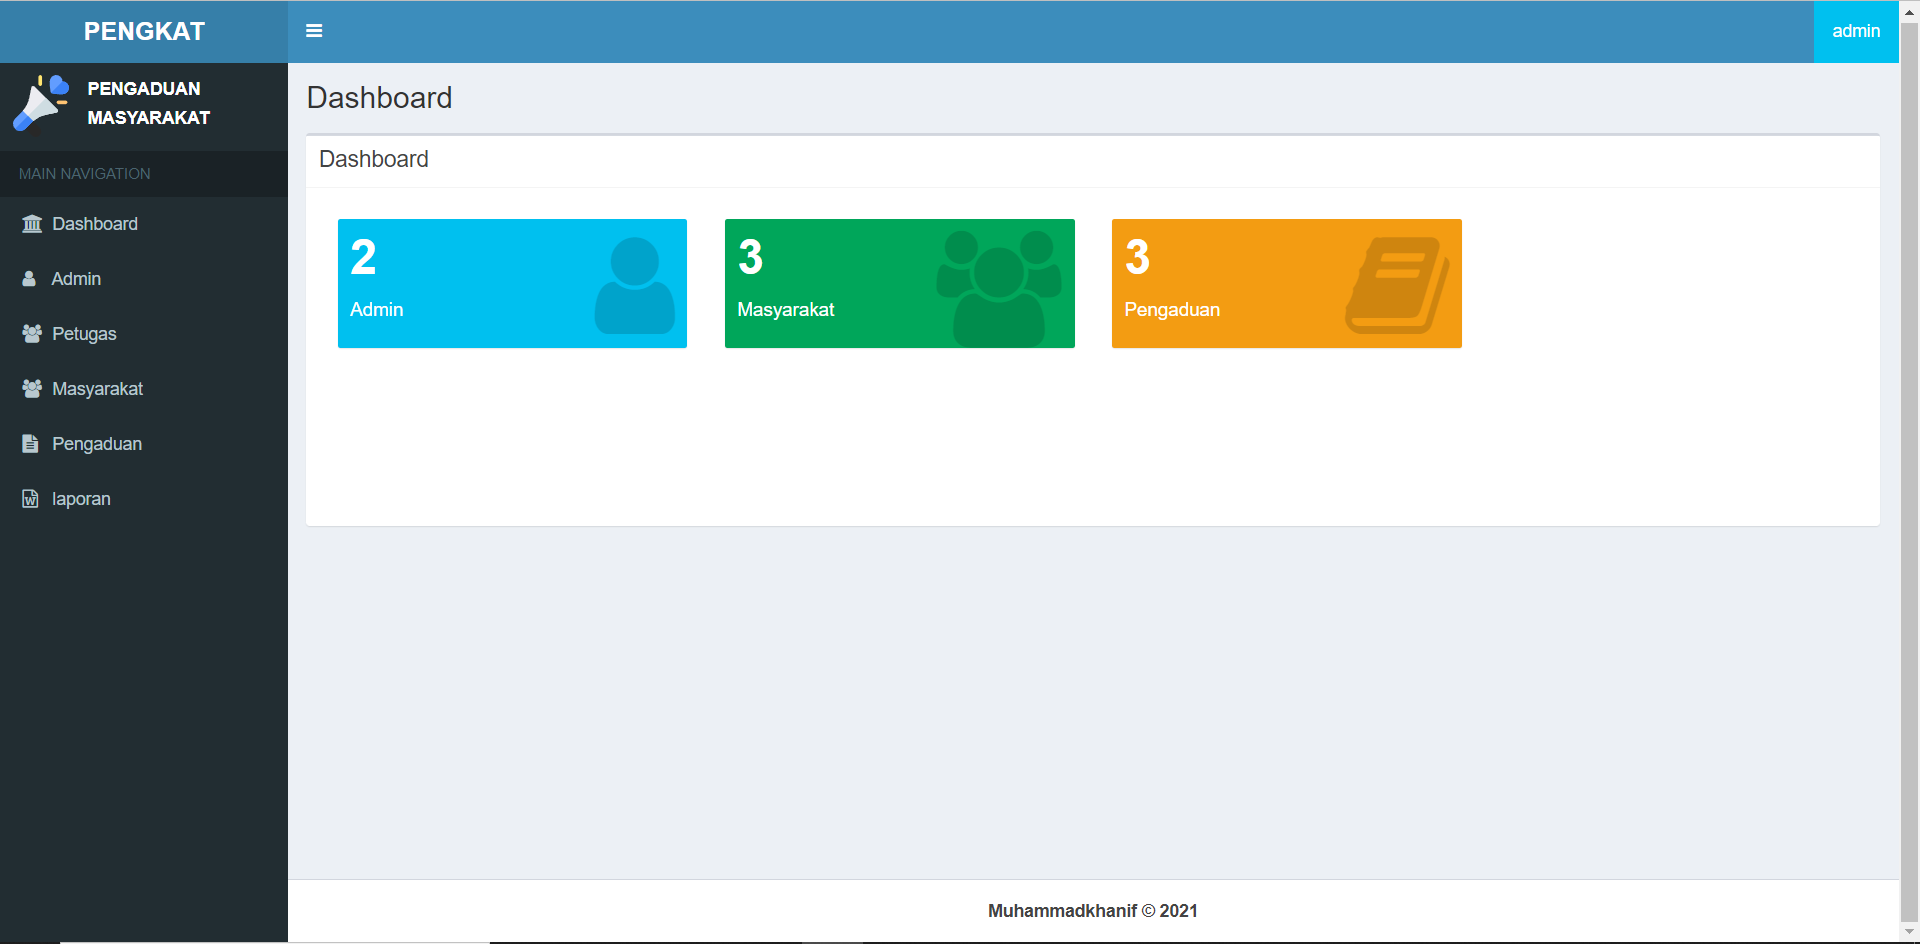 PENGKAT
admin
PENGADUAN
MASYARAKAT
MAIN NAVIGATION
Dashboard
Admin
Petugas
Masyarakat
Pengaduan
laporan
Dashboard
Dashboard
2
Admin
3
Masyarakat
3
Pengaduan
Muhammadkhanif © 2021